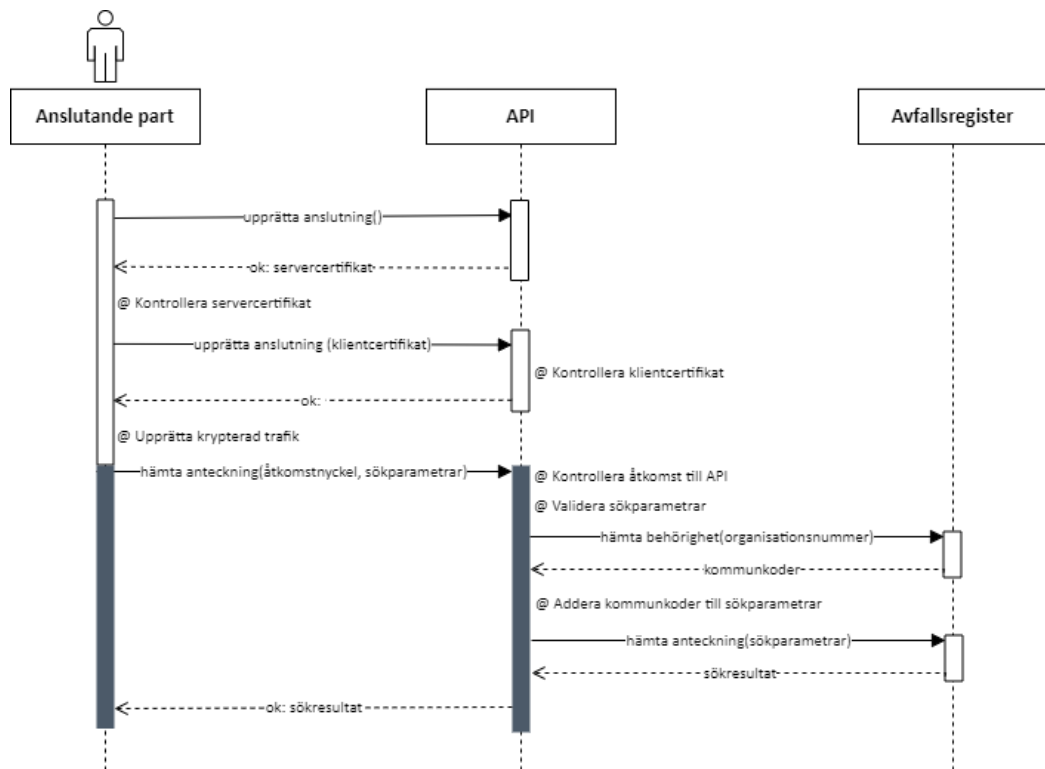 Anslutande part
API
Avfallsregister
upprätta anslutning()
ok: servercertifikat
@ Kontrollera servercertifikat
upprätta anslutning (klientcertifikat)
@ Kontrollera klientcertifikat
ok:
@ Upprätta krypterad trafik
hämta anteckning(åtkomstnyckel, sökparametrar)
@ Kontrollera åtkomst till API
@ Validera sökparametrar
hämta behörighet(organisationsnummer)
kommunkoder
@ Addera kommunkoder till sökparametrar
hämta anteckning(sökparametrar)
sökresultat
ok: sökresultat